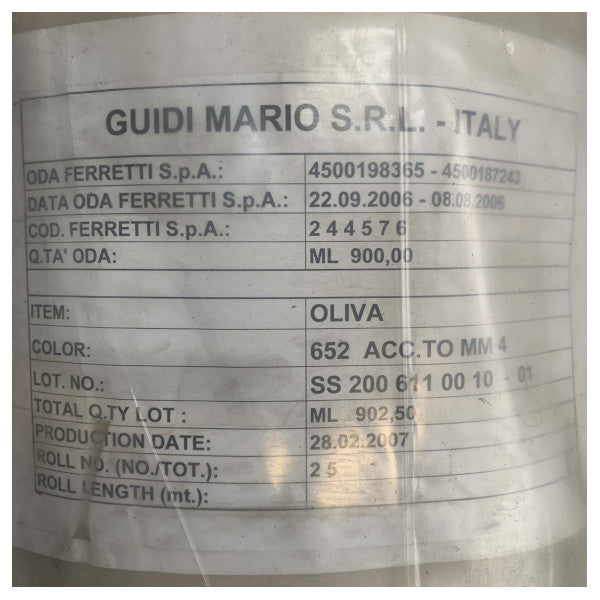 GUIDI MARIO S.R.L. - ITALY
ODA FERRETTI S.p.A.: 4500198365 - 4500187243
DATA ODA FERRETTI S.p.A.: 22.09.2006 - 08.08.2006
COD. FERRETTI S.p.A.: 2 4 4 5 7 6
Q.TA' ODA: ML 900,00
ITEM: OLIVA
COLOR: 652 ACC.TO MM 4
LOT. NO.: SS 200 611 00 10 - 01
TOTAL Q.TY LOT : ML 902,50
PRODUCTION DATE: 28.02.2007
ROLL NO. (NO./TOT.): 2 5
ROLL LENGTH (mt.):